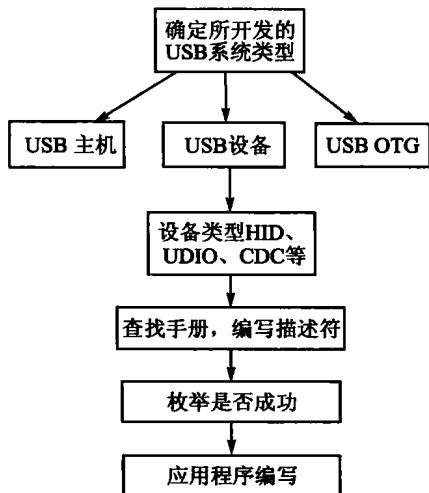 确定所开发的
USB系统类型
USB 主机
USB设备
USB OTG
设备类型HID、
UDIO、CDC等
查找手册，编写描述符
枚举是否成功
应用程序编写